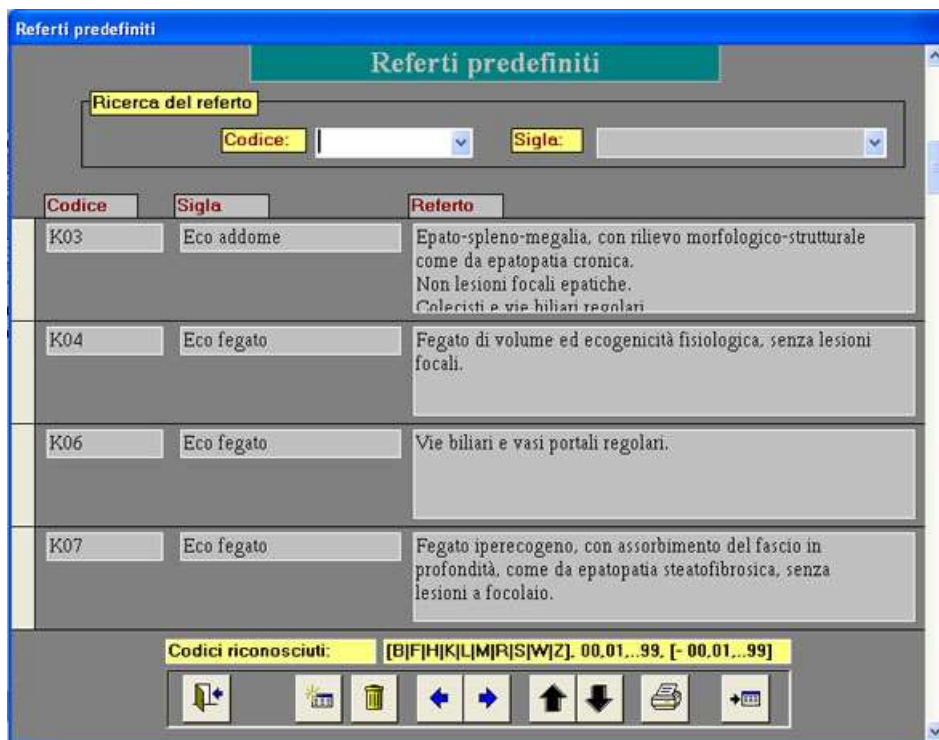 Referti predefiniti
Referti predefiniti
Ricerca del referto
Codice:
Sigla:
Codice
Sigla
Referto
K03
Eco addome
Epato-spleno-megalia, con rilievo morfologico-strutturale
come da epatopatia cronica.
Non lesioni focali epatiche.
Colecisti e vie biliari regolari
K04
Eco fegato
Fegato di volume ed ecogenicità fisiologica, senza lesioni
focali.
K06
Eco fegato
Vie biliari e vasi portali regolari.
K07
Eco fegato
Fegato iperecogeno, con assorbimento del fascio in
profondità, come da epatopatia steatofibrosica, senza
lesioni a focolaio.
Codici riconosciuti:
[B|F|H|K|L|M|R|S|W|Z], 00,01,..99, [- 00,01,..99]